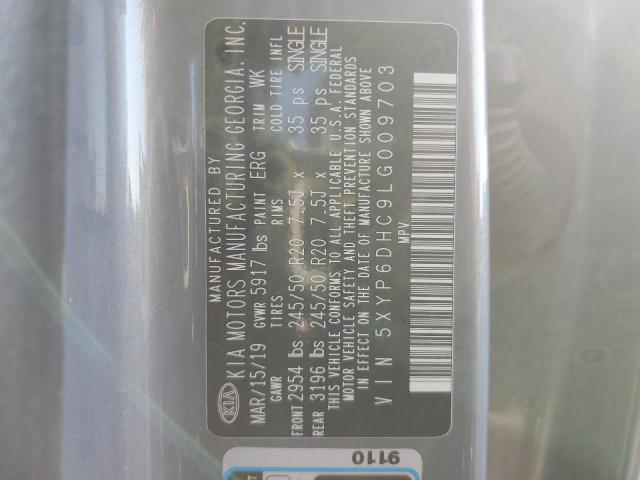 KIA
MANUFACTURED BY
KIA MOTORS MANUFACTURING GEORGIA, INC.
MAR/15/19 GVWR 5917 lbs PAINT ERG TRIM WK
GAWR TIRES RIMS COLD TIRE INFL
FRONT 2954 lbs 245/50 R20 7.5J x 35 ps SINGLE
REAR 3196 lbs 245/50 R20 7.5J x 35 ps SINGLE
THIS VEHICLE CONFORMS TO ALL APPLICABLE U.S.A. FEDERAL
MOTOR VEHICLE SAFETY AND THEFT PREVENTION STANDARDS
IN EFFECT ON THE DATE OF MANUFACTURE SHOWN ABOVE
VIN 5XYP6DHC9LG009703
MPV
9110